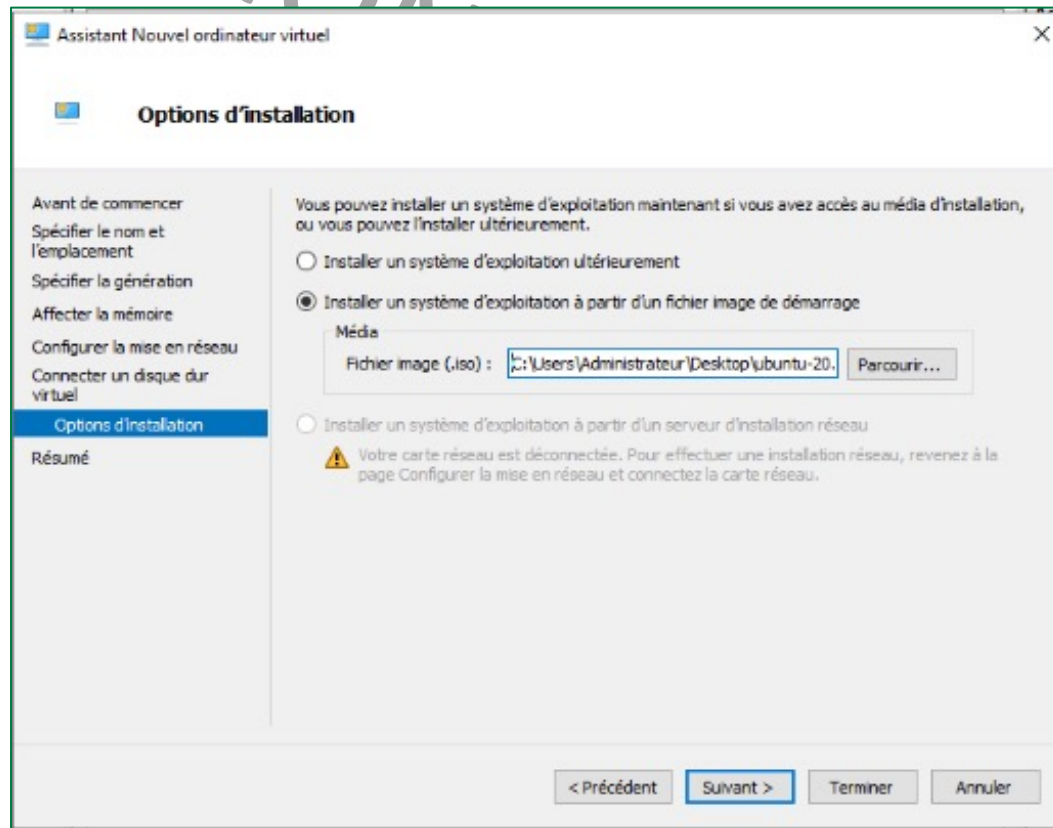 Assistant Nouvel ordinateur virtuel
Options d'installation
Avant de commencer
Spécifier le nom et
l'emplacement
Spécifier la génération
Affecter la mémoire
Configurer la mise en réseau
Connecter un disque dur
virtuel
Options d'installation
Résumé
Vous pouvez installer un système d'exploitation maintenant si vous avez accès au média d'installation,
ou vous pouvez l'installer ultérieurement.
Installer un système d'exploitation ultérieurement
Installer un système d'exploitation à partir d'un fichier image de démarrage
Média
Fichier image (.iso) : C:\Users\Administrateur\Desktop\ubuntu-20. Parcourir...
Installer un système d'exploitation à partir d'un serveur d'installation réseau
Votre carte réseau est déconnectée. Pour effectuer une installation réseau, revenez à la
page Configurer la mise en réseau et connectez la carte réseau.
< Précédent Suivant > Terminer Annuler